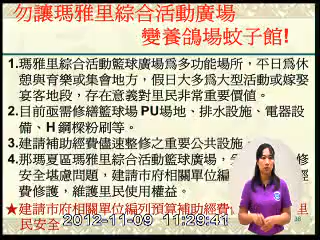 勿讓瑪雅里綜合活動廣場
變養鴿場蚊子館!
1.瑪雅里綜合活動籃球廣場為多功能場所，平日為休
憩與育樂或集會地方，假日大多為大型活動或嫁娶
宴客地段，存在意義對里民非常重要價值。
2.目前亟需修繕籃球場PU場地、排水設施、電器設
備、H鋼樑粉刷等。
3.建請補助經費儘速整修之重要公共設施
4.那瑪夏區瑪雅里綜合活動籃球廣場， 修
安全堪慮問題，建請市府相關單位編 經
費修護，維護里民使用權益。
★建請市府相關單位編列預算補助經費 里
民安全
2012-11-09 11:29:41